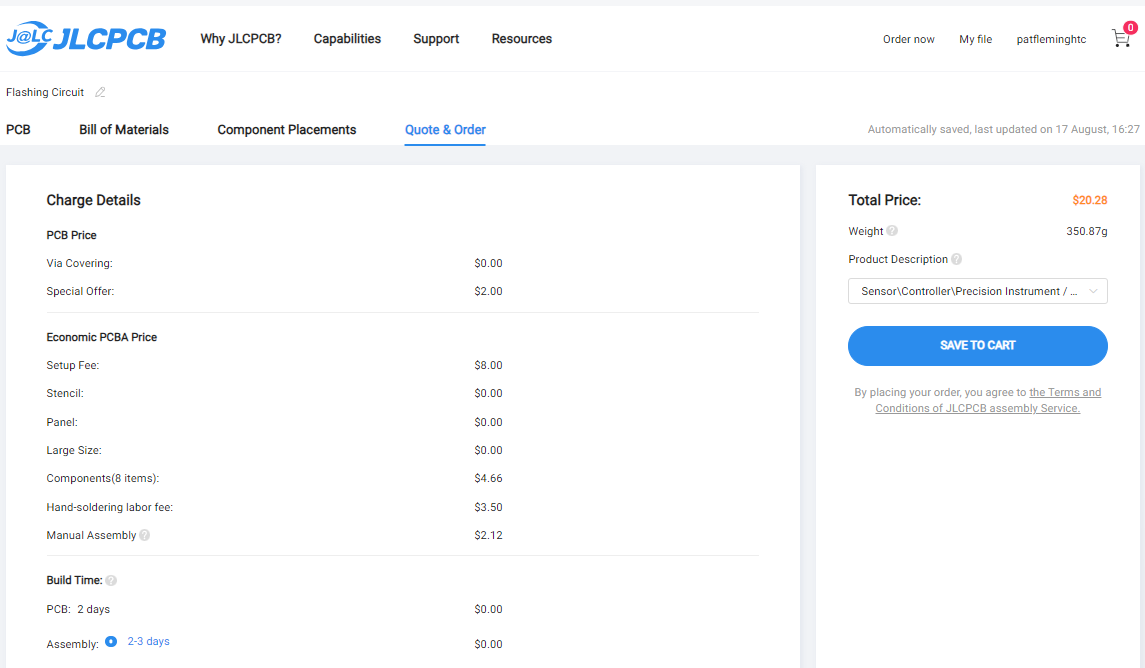 J@LC JLCPCB Why JLCPCB? Capabilities Support Resources Order now My file patfleminghtc 0
Flashing Circuit
PCB Bill of Materials Component Placements Quote & Order Automatically saved, last updated on 17 August, 16:27
Charge Details
PCB Price
Via Covering: $0.00
Special Offer: $2.00
Economic PCBA Price
Setup Fee: $8.00
Stencil: $0.00
Panel: $0.00
Large Size: $0.00
Components(8 items): $4.66
Hand-soldering labor fee: $3.50
Manual Assembly ? $2.12
Build Time: ?
PCB: 2 days $0.00
Assembly: 2-3 days $0.00
Total Price: $20.28
Weight ? 350.87g
Product Description ?
Sensor\Controller\Precision Instrument / ...
SAVE TO CART
By placing your order, you agree to the Terms and
Conditions of JLCPCB assembly Service.